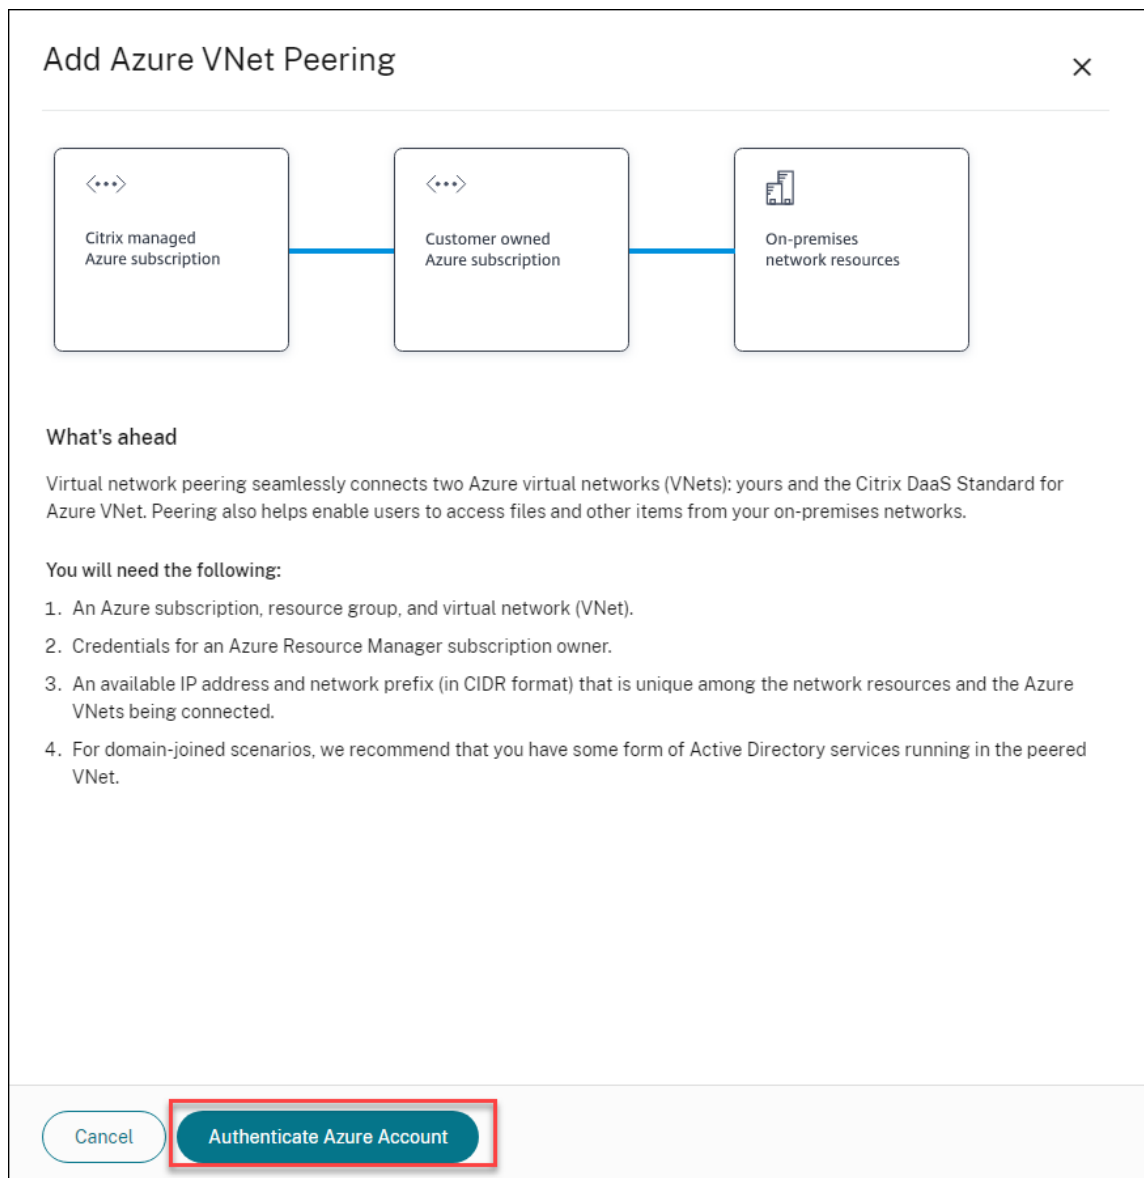 Add Azure VNet Peering
Citrix managed
Azure subscription
Customer owned
Azure subscription
On-premises
network resources
What's ahead
Virtual network peering seamlessly connects two Azure virtual networks (VNets): yours and the Citrix DaaS Standard for
Azure VNet. Peering also helps enable users to access files and other items from your on-premises networks.
You will need the following:
1. An Azure subscription, resource group, and virtual network (VNet).
2. Credentials for an Azure Resource Manager subscription owner.
3. An available IP address and network prefix (in CIDR format) that is unique among the network resources and the Azure
VNets being connected.
4. For domain-joined scenarios, we recommend that you have some form of Active Directory services running in the peered
VNet.
Cancel
Authenticate Azure Account